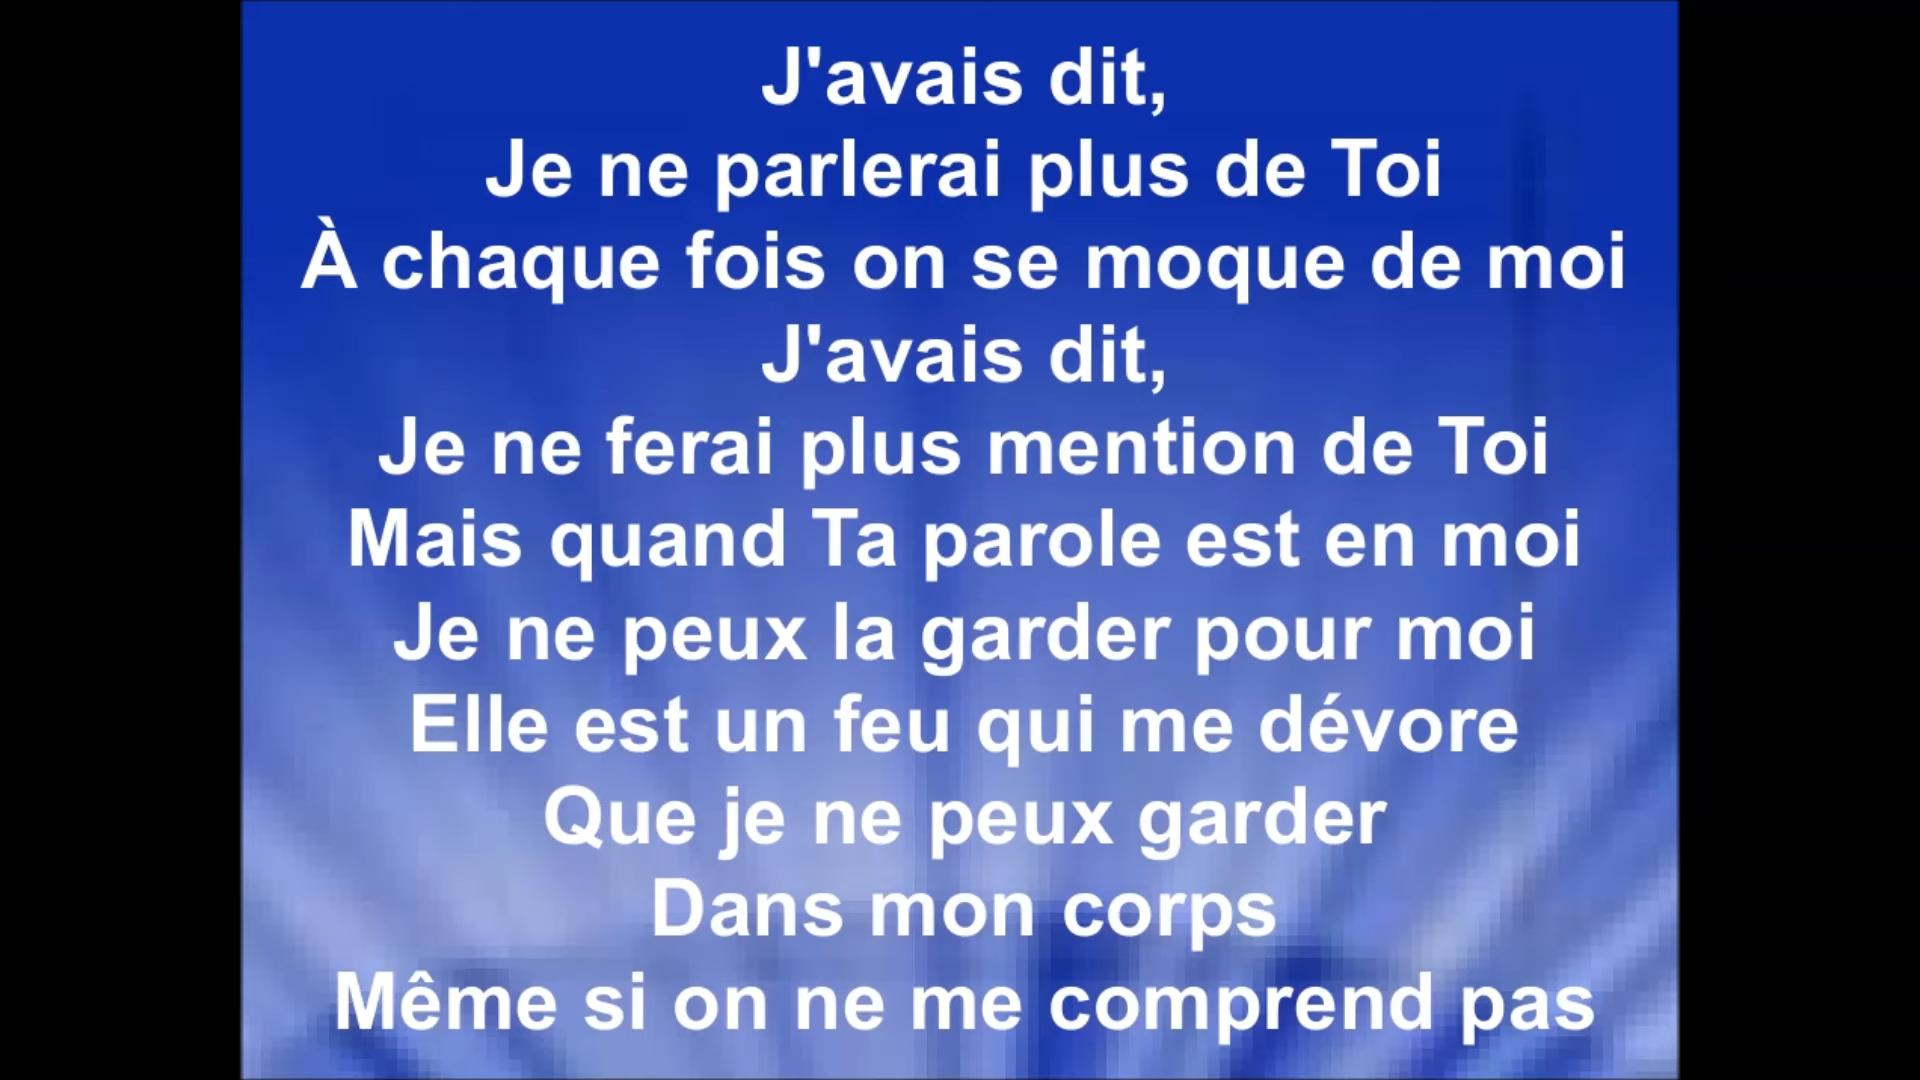 J'avais dit,
Je ne parlerai plus de Toi
À chaque fois on se moque de moi
J'avais dit,
Je ne ferai plus mention de Toi
Mais quand Ta parole est en moi
Je ne peux la garder pour moi
Elle est un feu qui me dévore
Que je ne peux garder
Dans mon corps
Même si on ne me comprend pas